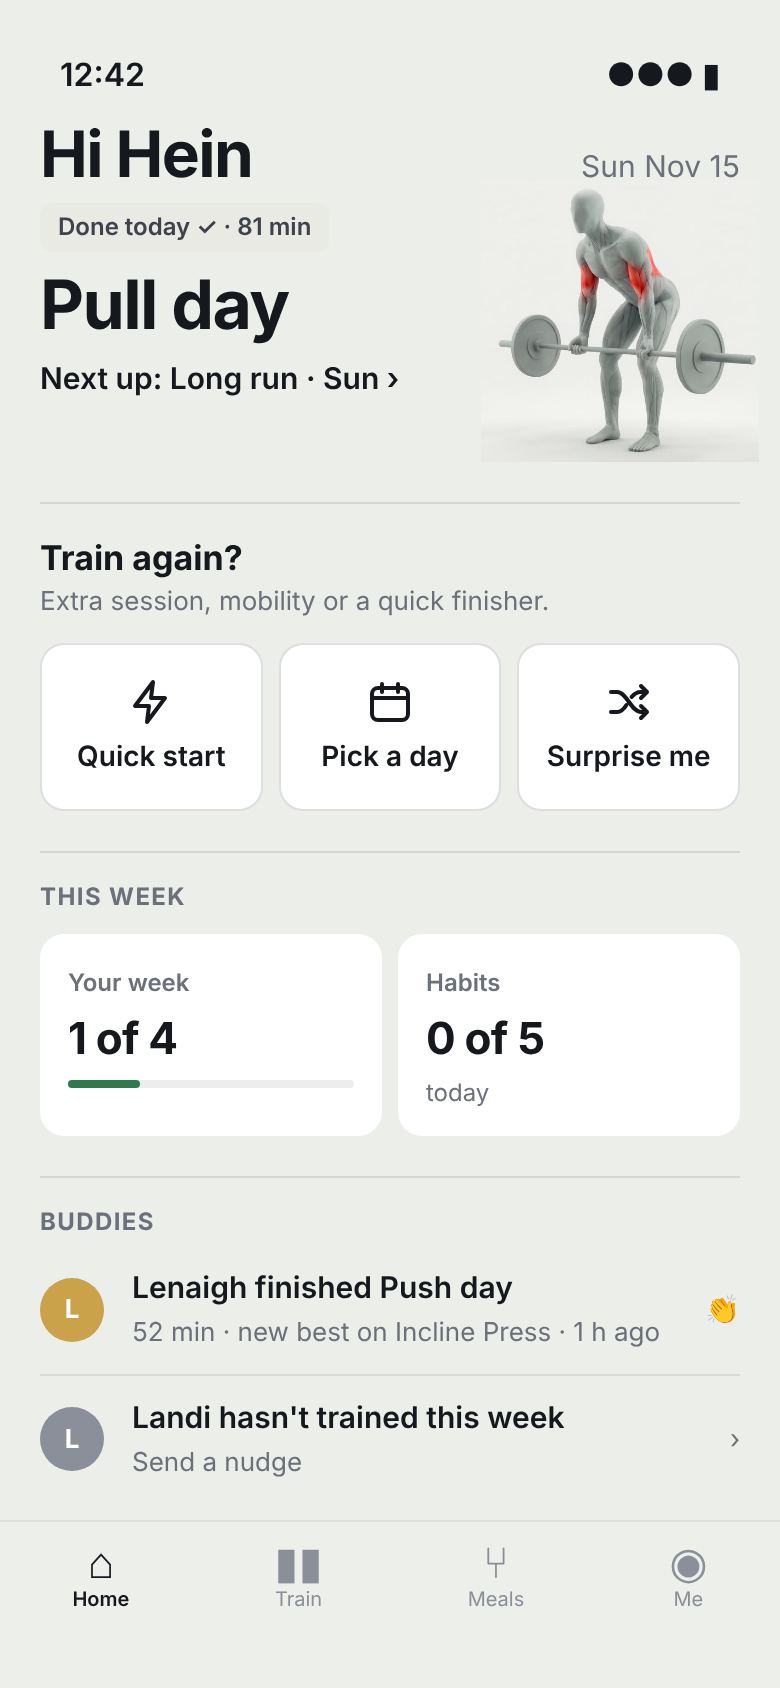 12:42
Hi Hein
Sun Nov 15
Done today ✓ · 81 min
Pull day
Next up: Long run · Sun ›
Train again?
Extra session, mobility or a quick finisher.
Quick start
Pick a day
Surprise me
THIS WEEK
Your week
1 of 4
Habits
0 of 5
today
BUDDIES
L
Lenaigh finished Push day
52 min · new best on Incline Press · 1 h ago
👏
L
Landi hasn't trained this week
Send a nudge
›
Home
Train
Meals
Me